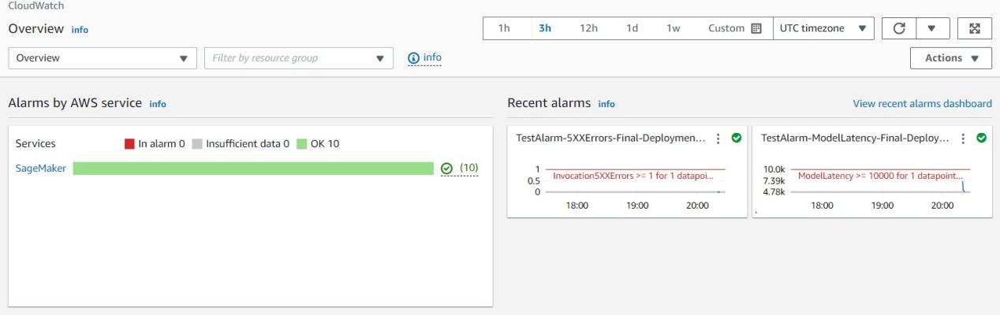 CloudWatch
Overview info
1h 3h 12h 1d 1w Custom UTC timezone
Overview Filter by resource group info Actions
Alarms by AWS service info
Services In alarm 0 Insufficient data 0 OK 10
SageMaker (10)
Recent alarms info View recent alarms dashboard
TestAlarm-5XXErrors-Final-Deploymen...
1
0.5
0
Invocation5XXErrors >= 1 for 1 datapoi...
18:00 19:00 20:00
TestAlarm-ModelLatency-Final-Deploy...
10.0k
7.39k
4.78k
ModelLatency >= 10000 for 1 datapoint...
18:00 19:00 20:00